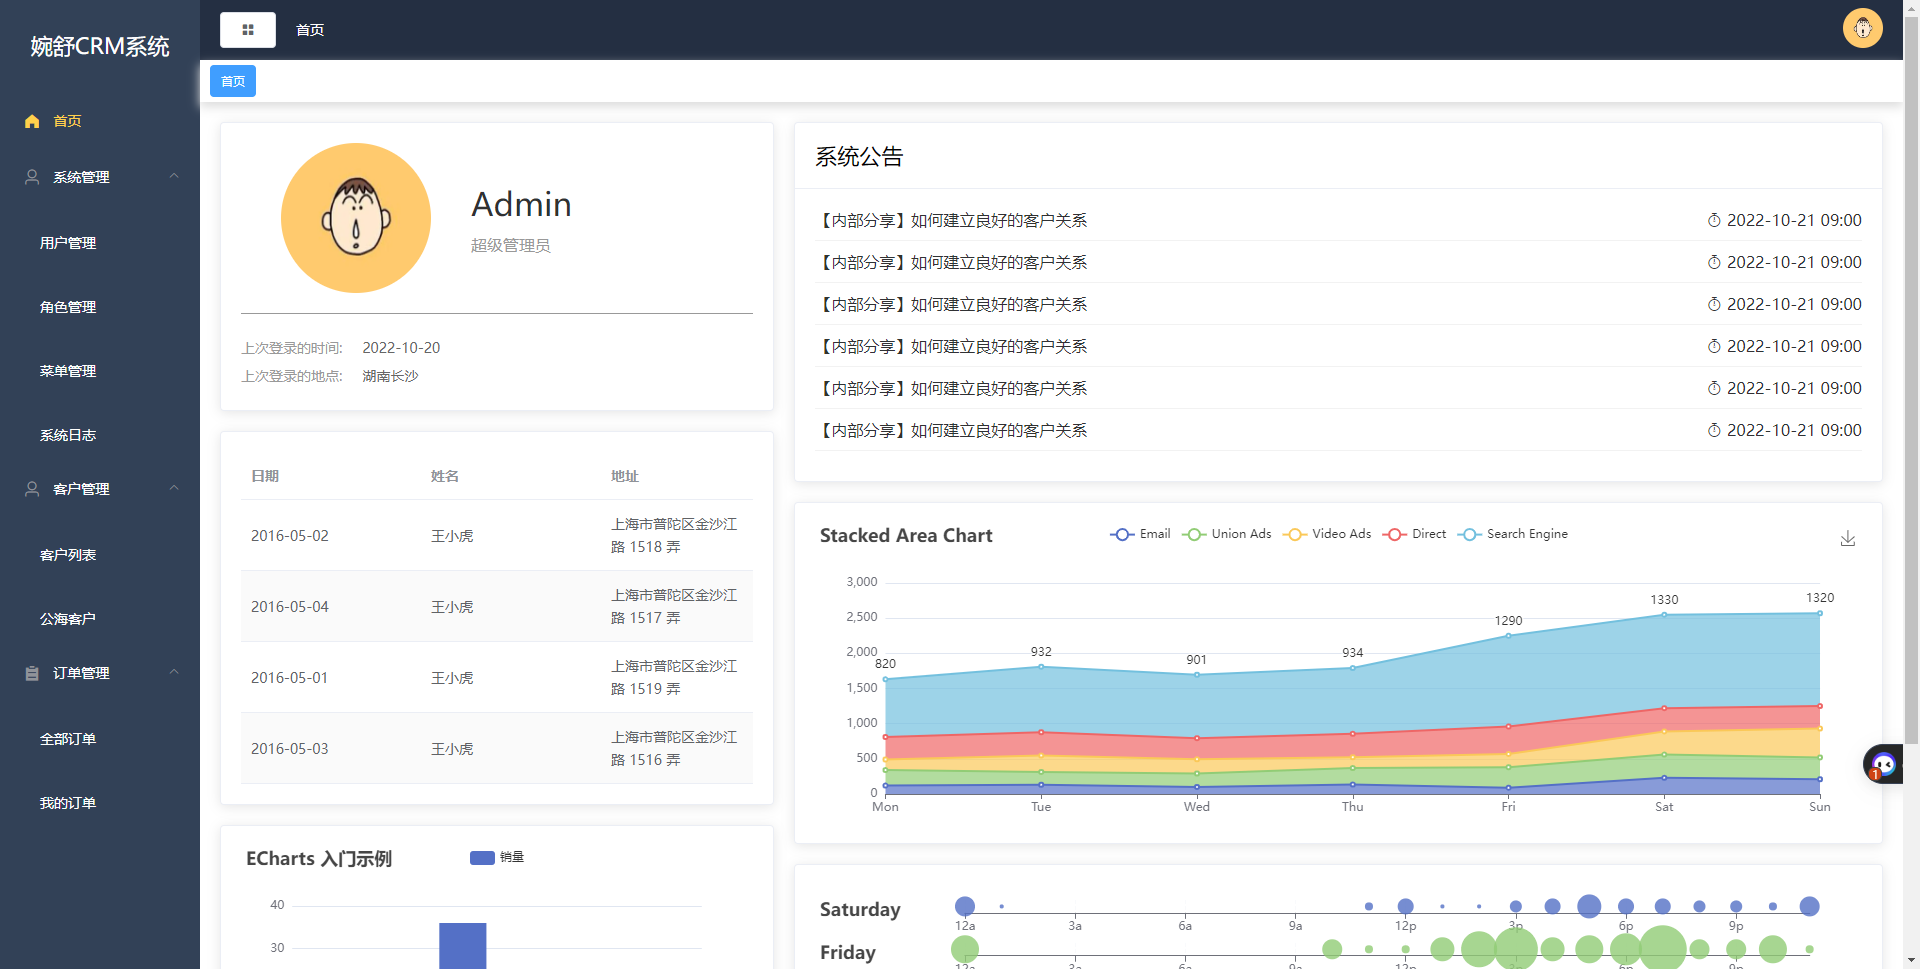 婉舒CRM系统
首页
系统管理
用户管理
角色管理
菜单管理
系统日志
客户管理
客户列表
公海客户
订单管理
全部订单
我的订单
首页
首页
Admin
超级管理员
上次登录的时间: 2022-10-20
上次登录的地点: 湖南长沙
日期 姓名 地址
2016-05-02 王小虎 上海市普陀区金沙江
路 1518 弄
2016-05-04 王小虎 上海市普陀区金沙江
路 1517 弄
2016-05-01 王小虎 上海市普陀区金沙江
路 1519 弄
2016-05-03 王小虎 上海市普陀区金沙江
路 1516 弄
ECharts 入门示例 销量
40
30
系统公告
【内部分享】如何建立良好的客户关系 2022-10-21 09:00
【内部分享】如何建立良好的客户关系 2022-10-21 09:00
【内部分享】如何建立良好的客户关系 2022-10-21 09:00
【内部分享】如何建立良好的客户关系 2022-10-21 09:00
【内部分享】如何建立良好的客户关系 2022-10-21 09:00
【内部分享】如何建立良好的客户关系 2022-10-21 09:00
Stacked Area Chart Email Union Ads Video Ads Direct Search Engine
3,000
2,500
2,000
1,500
1,000
500
0
820 932 901 934 1290 1330 1320
Mon Tue Wed Thu Fri Sat Sun
1
Saturday
12a 3a 6a 9a 12p 3p 6p 9p
Friday
12a 3a 6a 9a 12p 3p 6p 9p